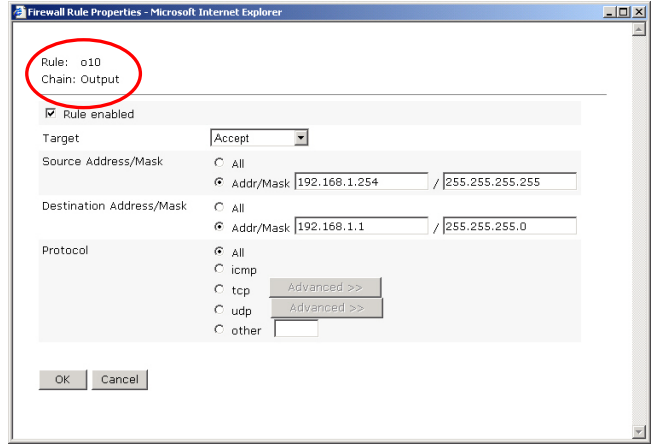 Firewall Rule Properties - Microsoft Internet Explorer
Rule: o10
Chain: Output
Rule enabled
Target Accept
Source Address/Mask All
Addr/Mask 192.168.1.254 / 255.255.255.255
Destination Address/Mask All
Addr/Mask 192.168.1.1 / 255.255.255.0
Protocol All
icmp
tcp Advanced >>
udp Advanced >>
other
OK Cancel